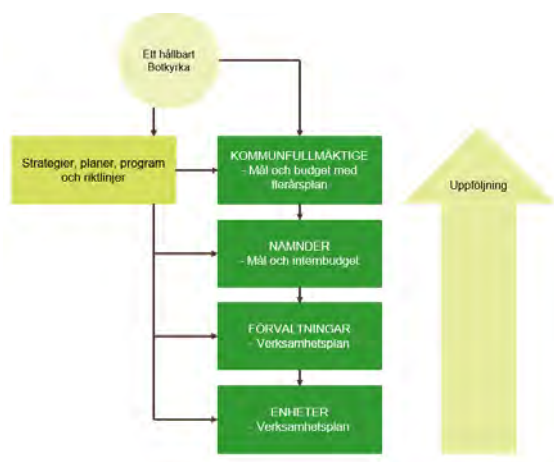 Ett hållbart
Botkyrka
Strategier, planer, program
och riktlinjer
KOMMUNFULLMÄKTIGE
- Mål och budget med
flerårsplan
Uppföljning
NÄMNDER
- Mål och internbudget
FÖRVALTNINGAR
- Verksamhetsplan
ENHETER
- Verksamhetsplan